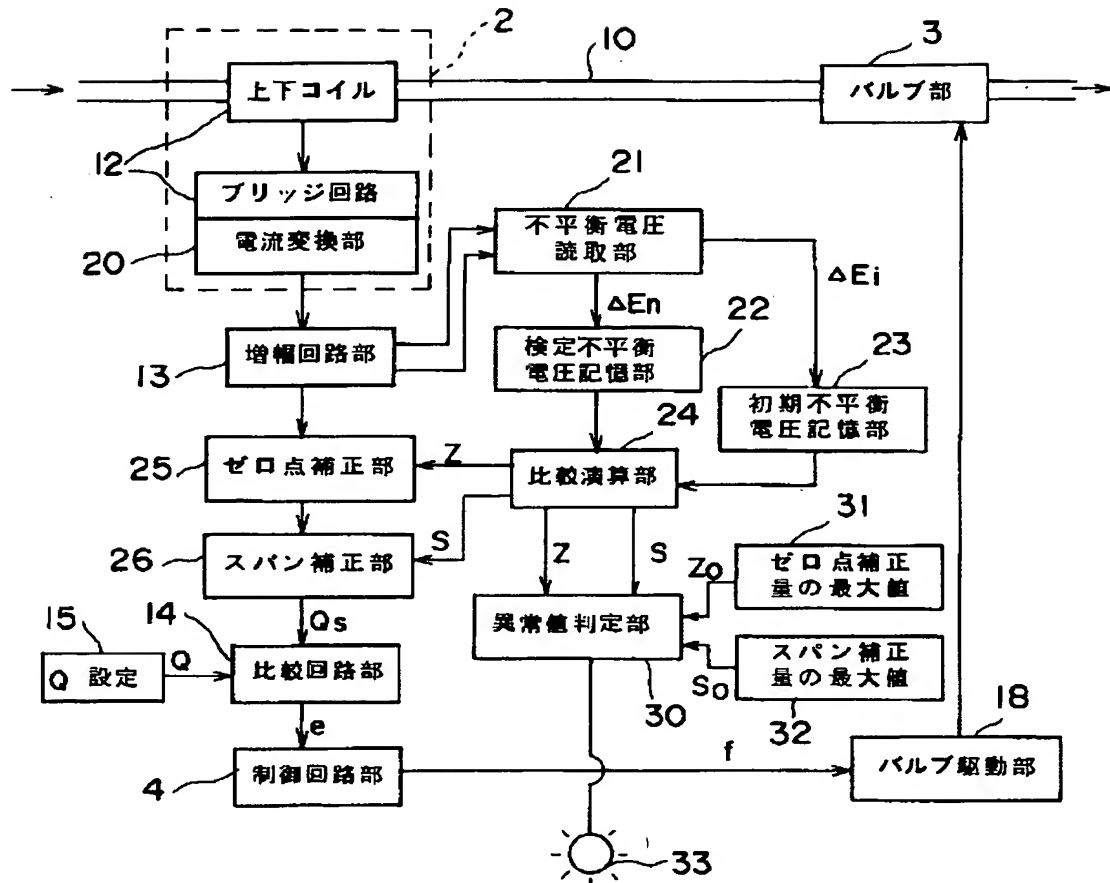 2
10
3
上下コイル
バルブ部
12
ブリッジ回路
電流変換部
20
21
不平衡電圧
読取部
ΔEi
ΔEn
22
検定不平衡
電圧記憶部
23
初期不平衡
電圧記憶部
増幅回路部
13
24
ゼロ点補正部
25
Z
比較演算部
S
スパン補正部
26
Z
S
31
ゼロ点補正
量の最大値
Zo
異常値判定部
30
スパン補正
量の最大値
So
32
Qs
15
14
Q 設定
Q
比較回路部
e
制御回路部
4
f
18
バルブ駆動部
33